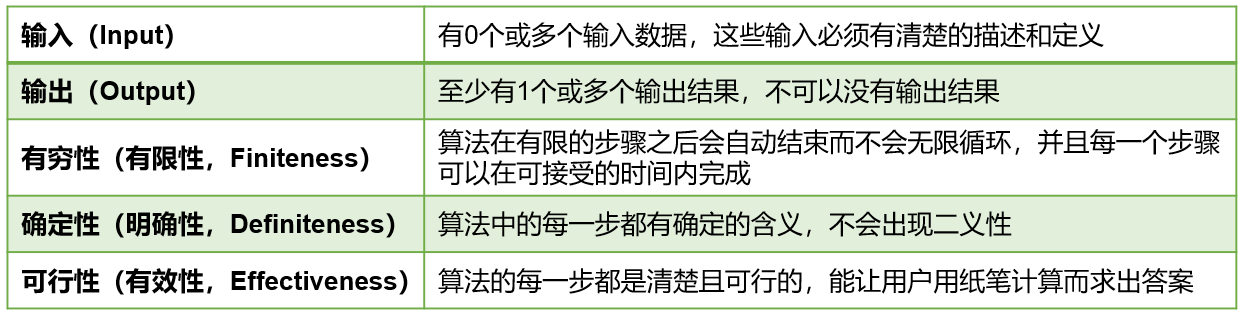 输入（Input）
有0个或多个输入数据，这些输入必须有清楚的描述和定义
输出（Output）
至少有1个或多个输出结果，不可以没有输出结果
有穷性（有限性，Finiteness）
算法在有限的步骤之后会自动结束而不会无限循环，并且每一个步骤
可以在可接受的时间内完成
确定性（明确性，Definiteness）
算法中的每一步都有确定的含义，不会出现二义性
可行性（有效性，Effectiveness）
算法的每一步都是清楚且可行的，能让用户用纸笔计算而求出答案